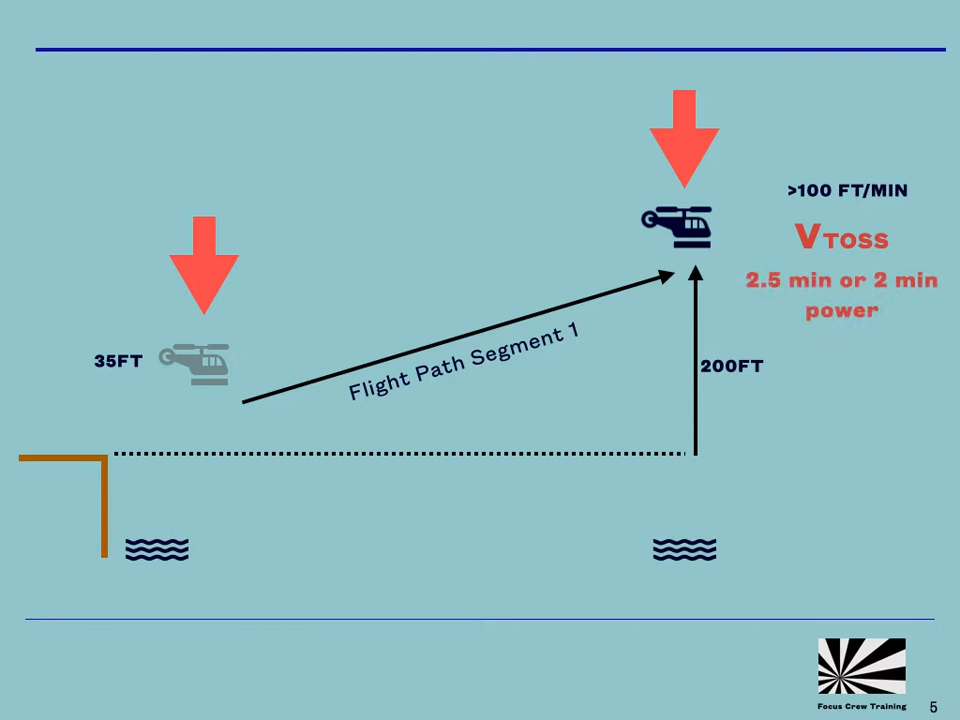 >100 FT/MIN
VTOSS
2.5 min or 2 min
power
35FT
Flight Path Segment 1
200FT
Focus Crew Training
5